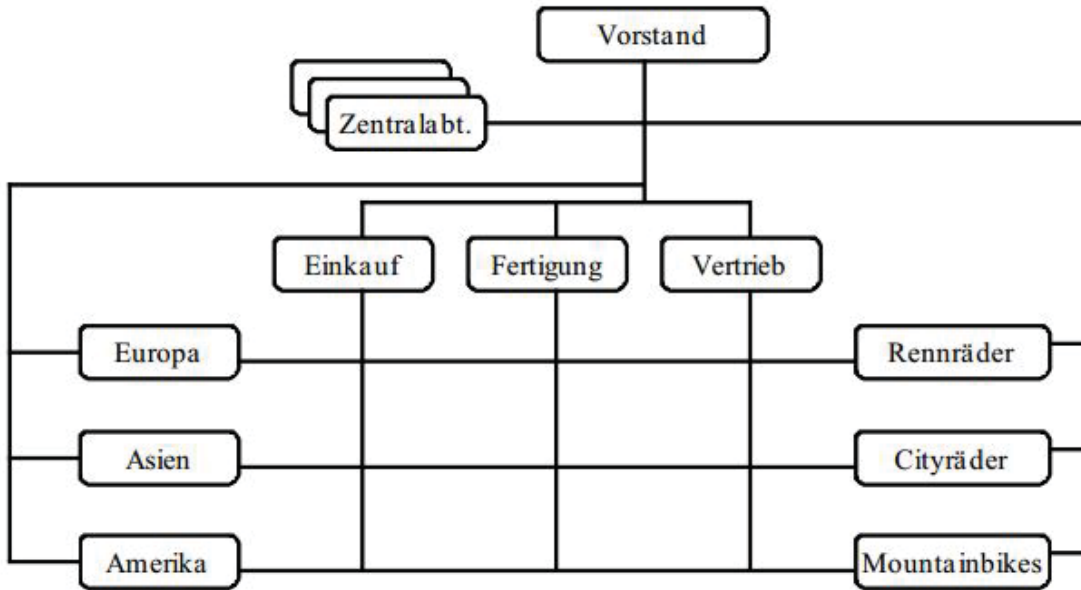 Vorstand
Zentralabt.
Einkauf
Fertigung
Vertrieb
Europa
Rennräder
Asien
Cityräder
Amerika
Mountainbikes